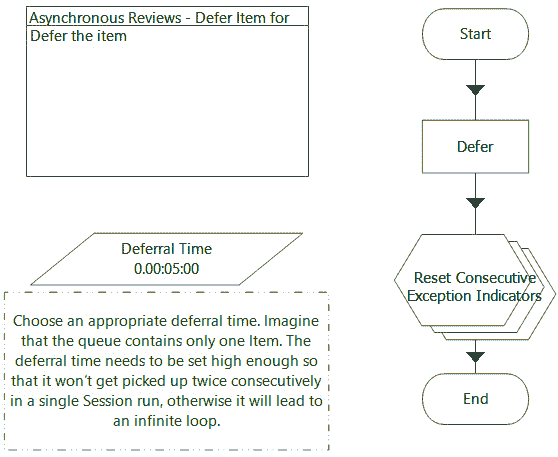 Asynchronous Reviews - Defer Item for
Defer the item
Start
Defer
Deferral Time
0.00:05:00
Reset Consecutive
Exception Indicators
Choose an appropriate deferral time. Imagine
that the queue contains only one Item. The
deferral time needs to be set high enough so
that it won't get picked up twice consecutively
in a single Session run, otherwise it will lead to
an infinite loop.
End